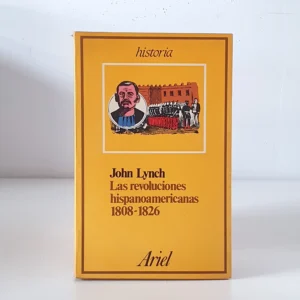 historia
John Lynch
Las revoluciones
hispanoamericanas
1808-1826
Ariel